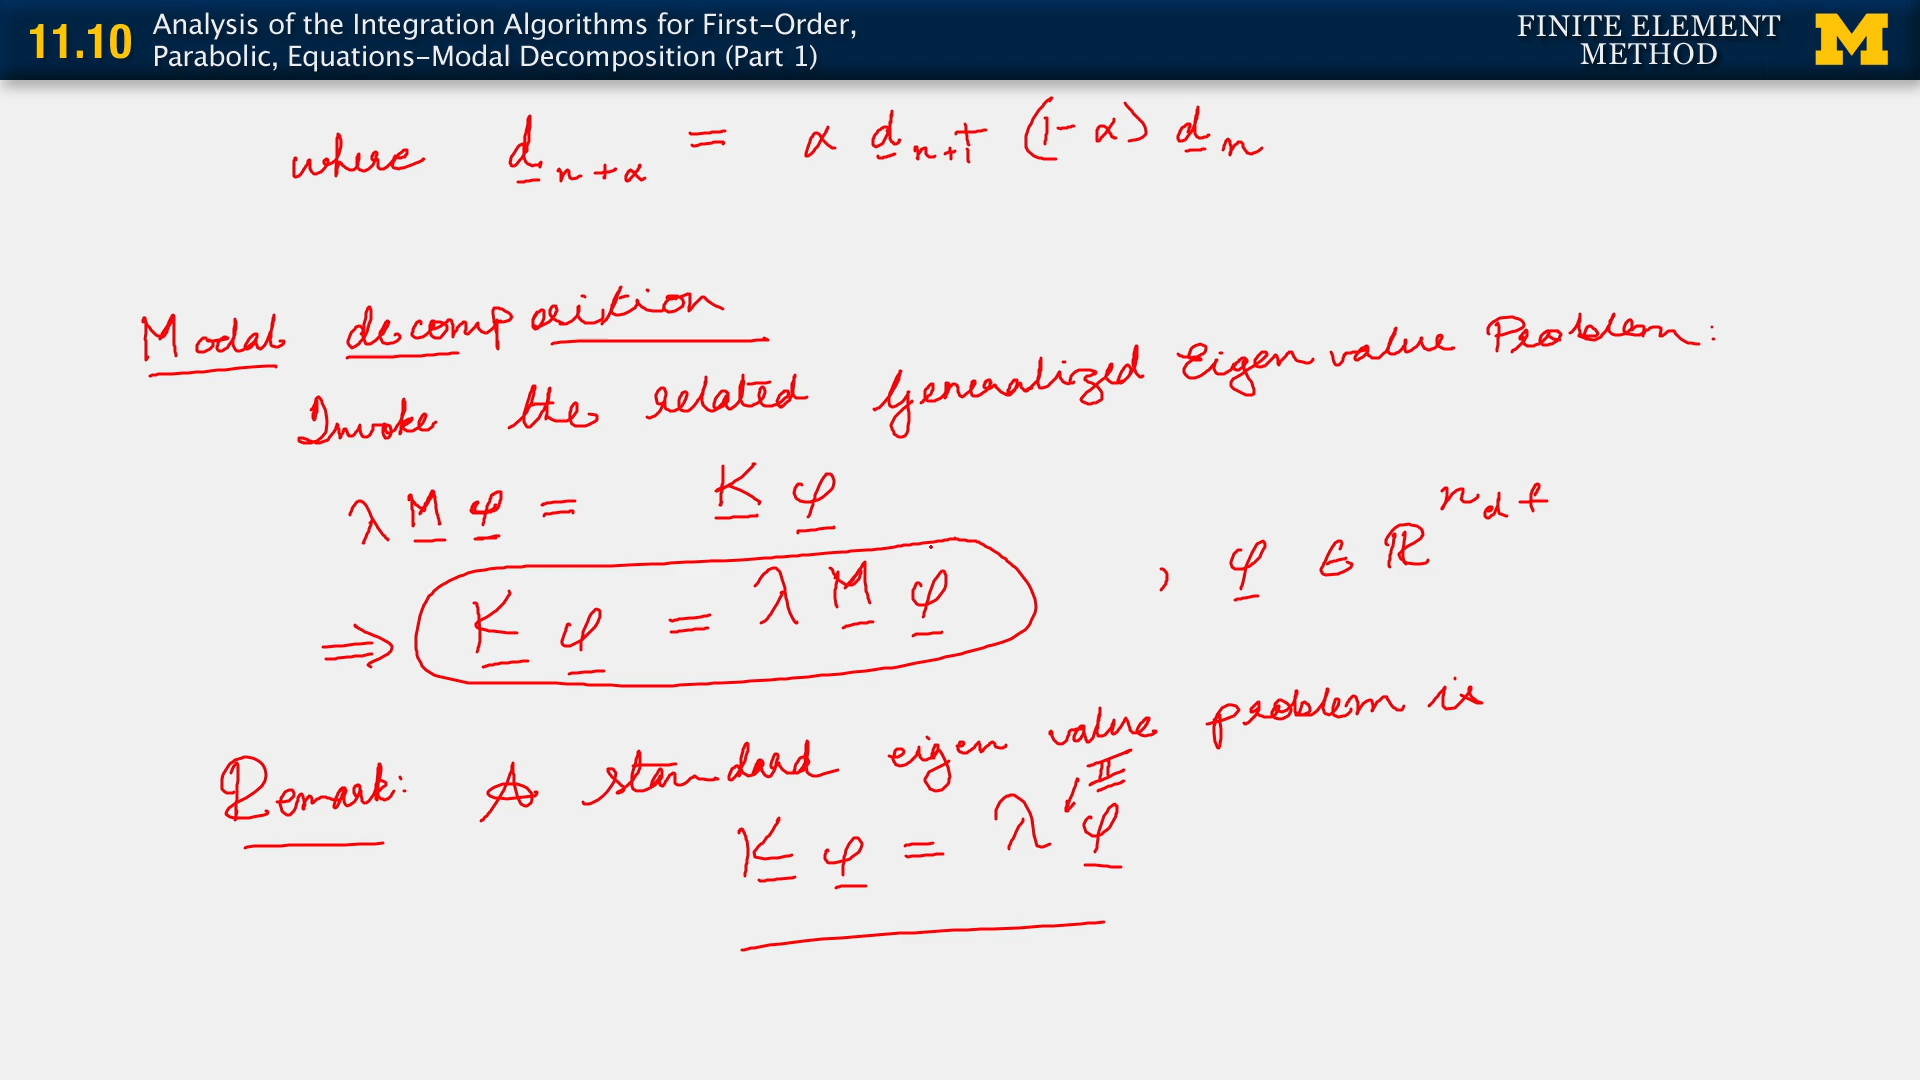 11.10 Analysis of the Integration Algorithms for First-Order,
Parabolic, Equations-Modal Decomposition (Part 1)
FINITE ELEMENT
METHOD
M
where d_{n+α} = α d_{n+1} + (1-α) d_n
Modal decomposition
Invoke the related Generalized Eigen value Problem:
λ M φ = K φ
⇒ K φ = λ M φ , φ ∈ ℝ^{n_{df}}
Remark: A standard eigen value problem is
II
K φ = λ φ